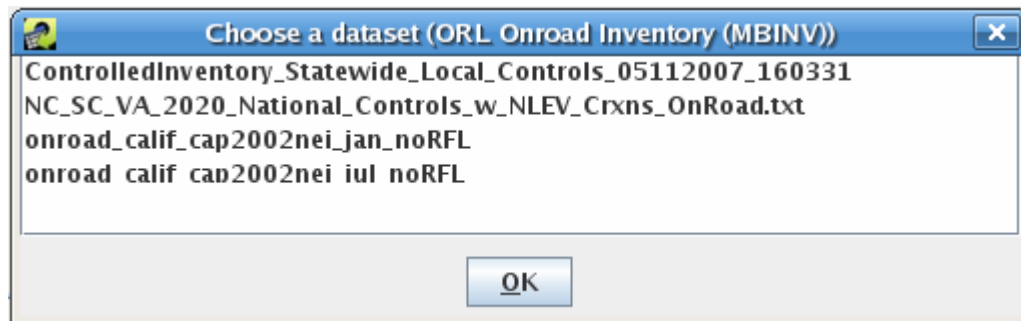 Choose a dataset (ORL Onroad Inventory (MBINV))
ControlledInventory_Statewide_Local_Controls_05112007_160331
NC_SC_VA_2020_National_Controls_w_NLEV_Crxns_OnRoad.txt
onroad_calif_cap2002nei_jan_noRFL
onroad_calif_cap2002nei_jul_noRFL
OK